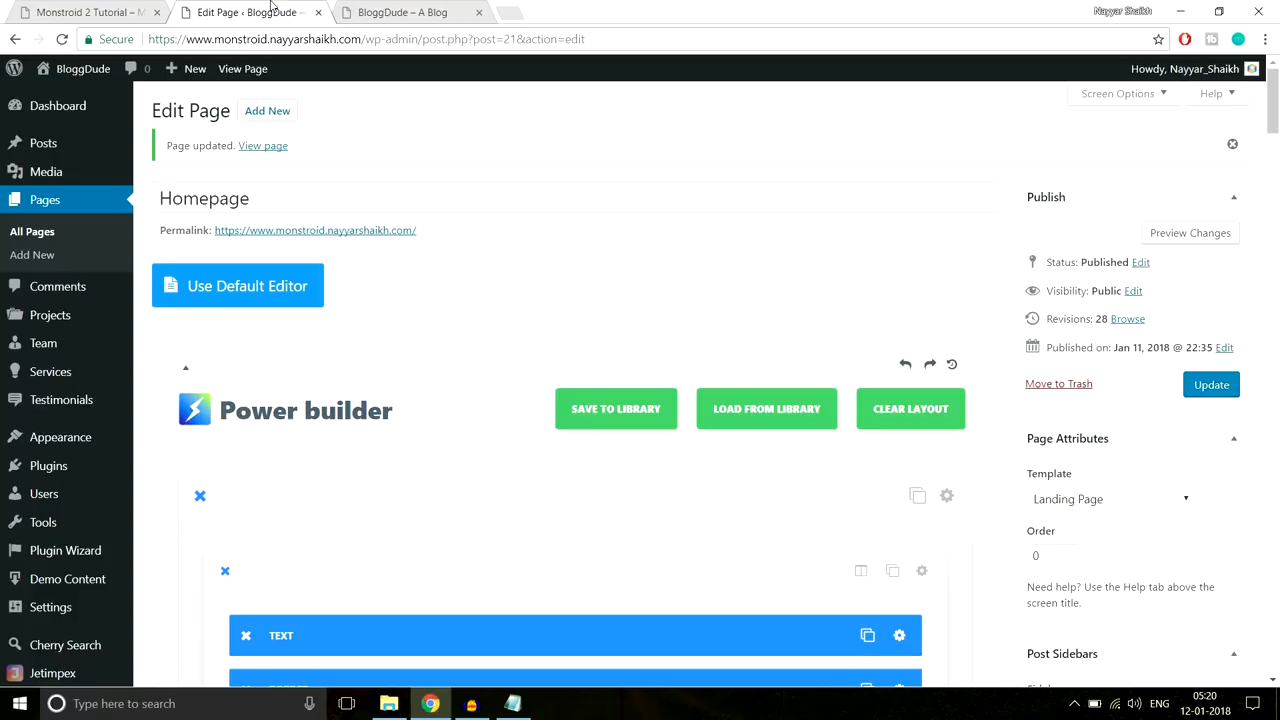 Monstroid 2 Tutorial – M
Edit Page ‹ BloggDude —
BloggDude – A Blog
Nayyar Shaikh
Secure
https://www.monstroid.nayyarshaikh.com/wp-admin/post.php?post=21&action=edit
BloggDude
0
New
View Page
Howdy, Nayyar_Shaikh
Dashboard
Posts
Media
Pages
All Pages
Add New
Comments
Projects
Team
Services
Testimonials
Appearance
Plugins
Users
Tools
Plugin Wizard
Demo Content
Settings
Cherry Search
Jetimpex
Screen Options
Help
Edit Page
Add New
Page updated. View page
Homepage
Permalink: https://www.monstroid.nayyarshaikh.com/
Use Default Editor
Power builder
SAVE TO LIBRARY
LOAD FROM LIBRARY
CLEAR LAYOUT
TEXT
Publish
Preview Changes
Status: Published Edit
Visibility: Public Edit
Revisions: 28 Browse
Published on: Jan 11, 2018 @ 22:35 Edit
Move to Trash
Update
Page Attributes
Template
Landing Page
Order
0
Need help? Use the Help tab above the
screen title.
Post Sidebars
Type here to search
ENG
05:20
12-01-2018